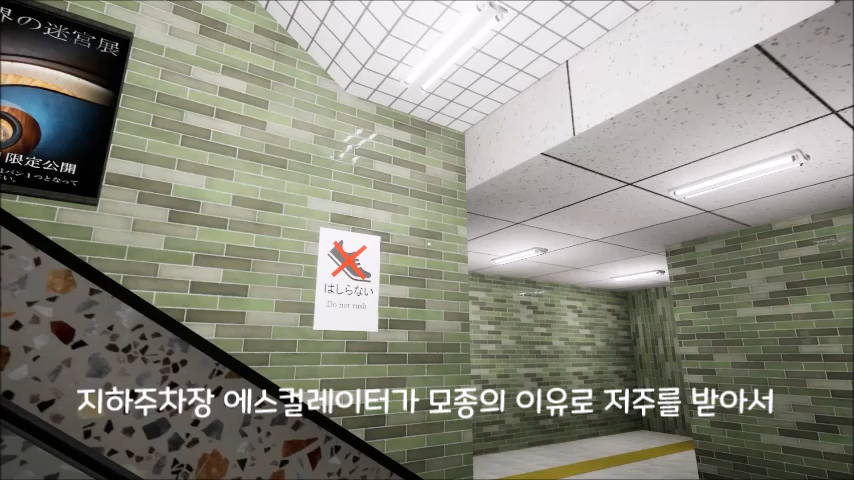 界の迷宮展
限定公開
はしらない
Do not rush
지하주차장 에스컬레이터가 모종의 이유로 저주를 받아서